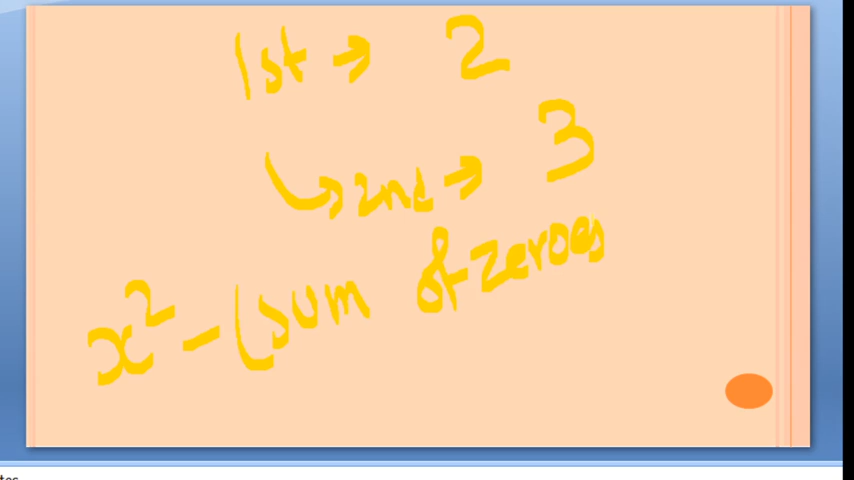 1st → 2
↳ 2nd → 3
x² - (sum of zeroes